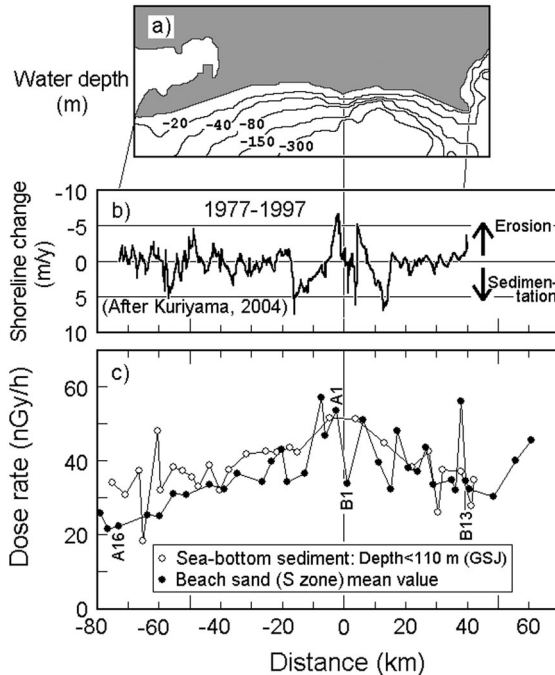 a)
Water depth
(m)
-20
-40
-80
-150
-300
b)
1977-1997
Erosion
Sedimen-
tation
(After Kuriyama, 2004)
Shoreline change
(m/y)
-10
-5
0
5
10
c)
Dose rate (nGy/h)
60
40
20
0
A16
A1
B1
B13
Sea-bottom sediment: Depth<110 m (GSJ)
Beach sand (S zone) mean value
-80 -60 -40 -20 0 20 40 60
Distance (km)